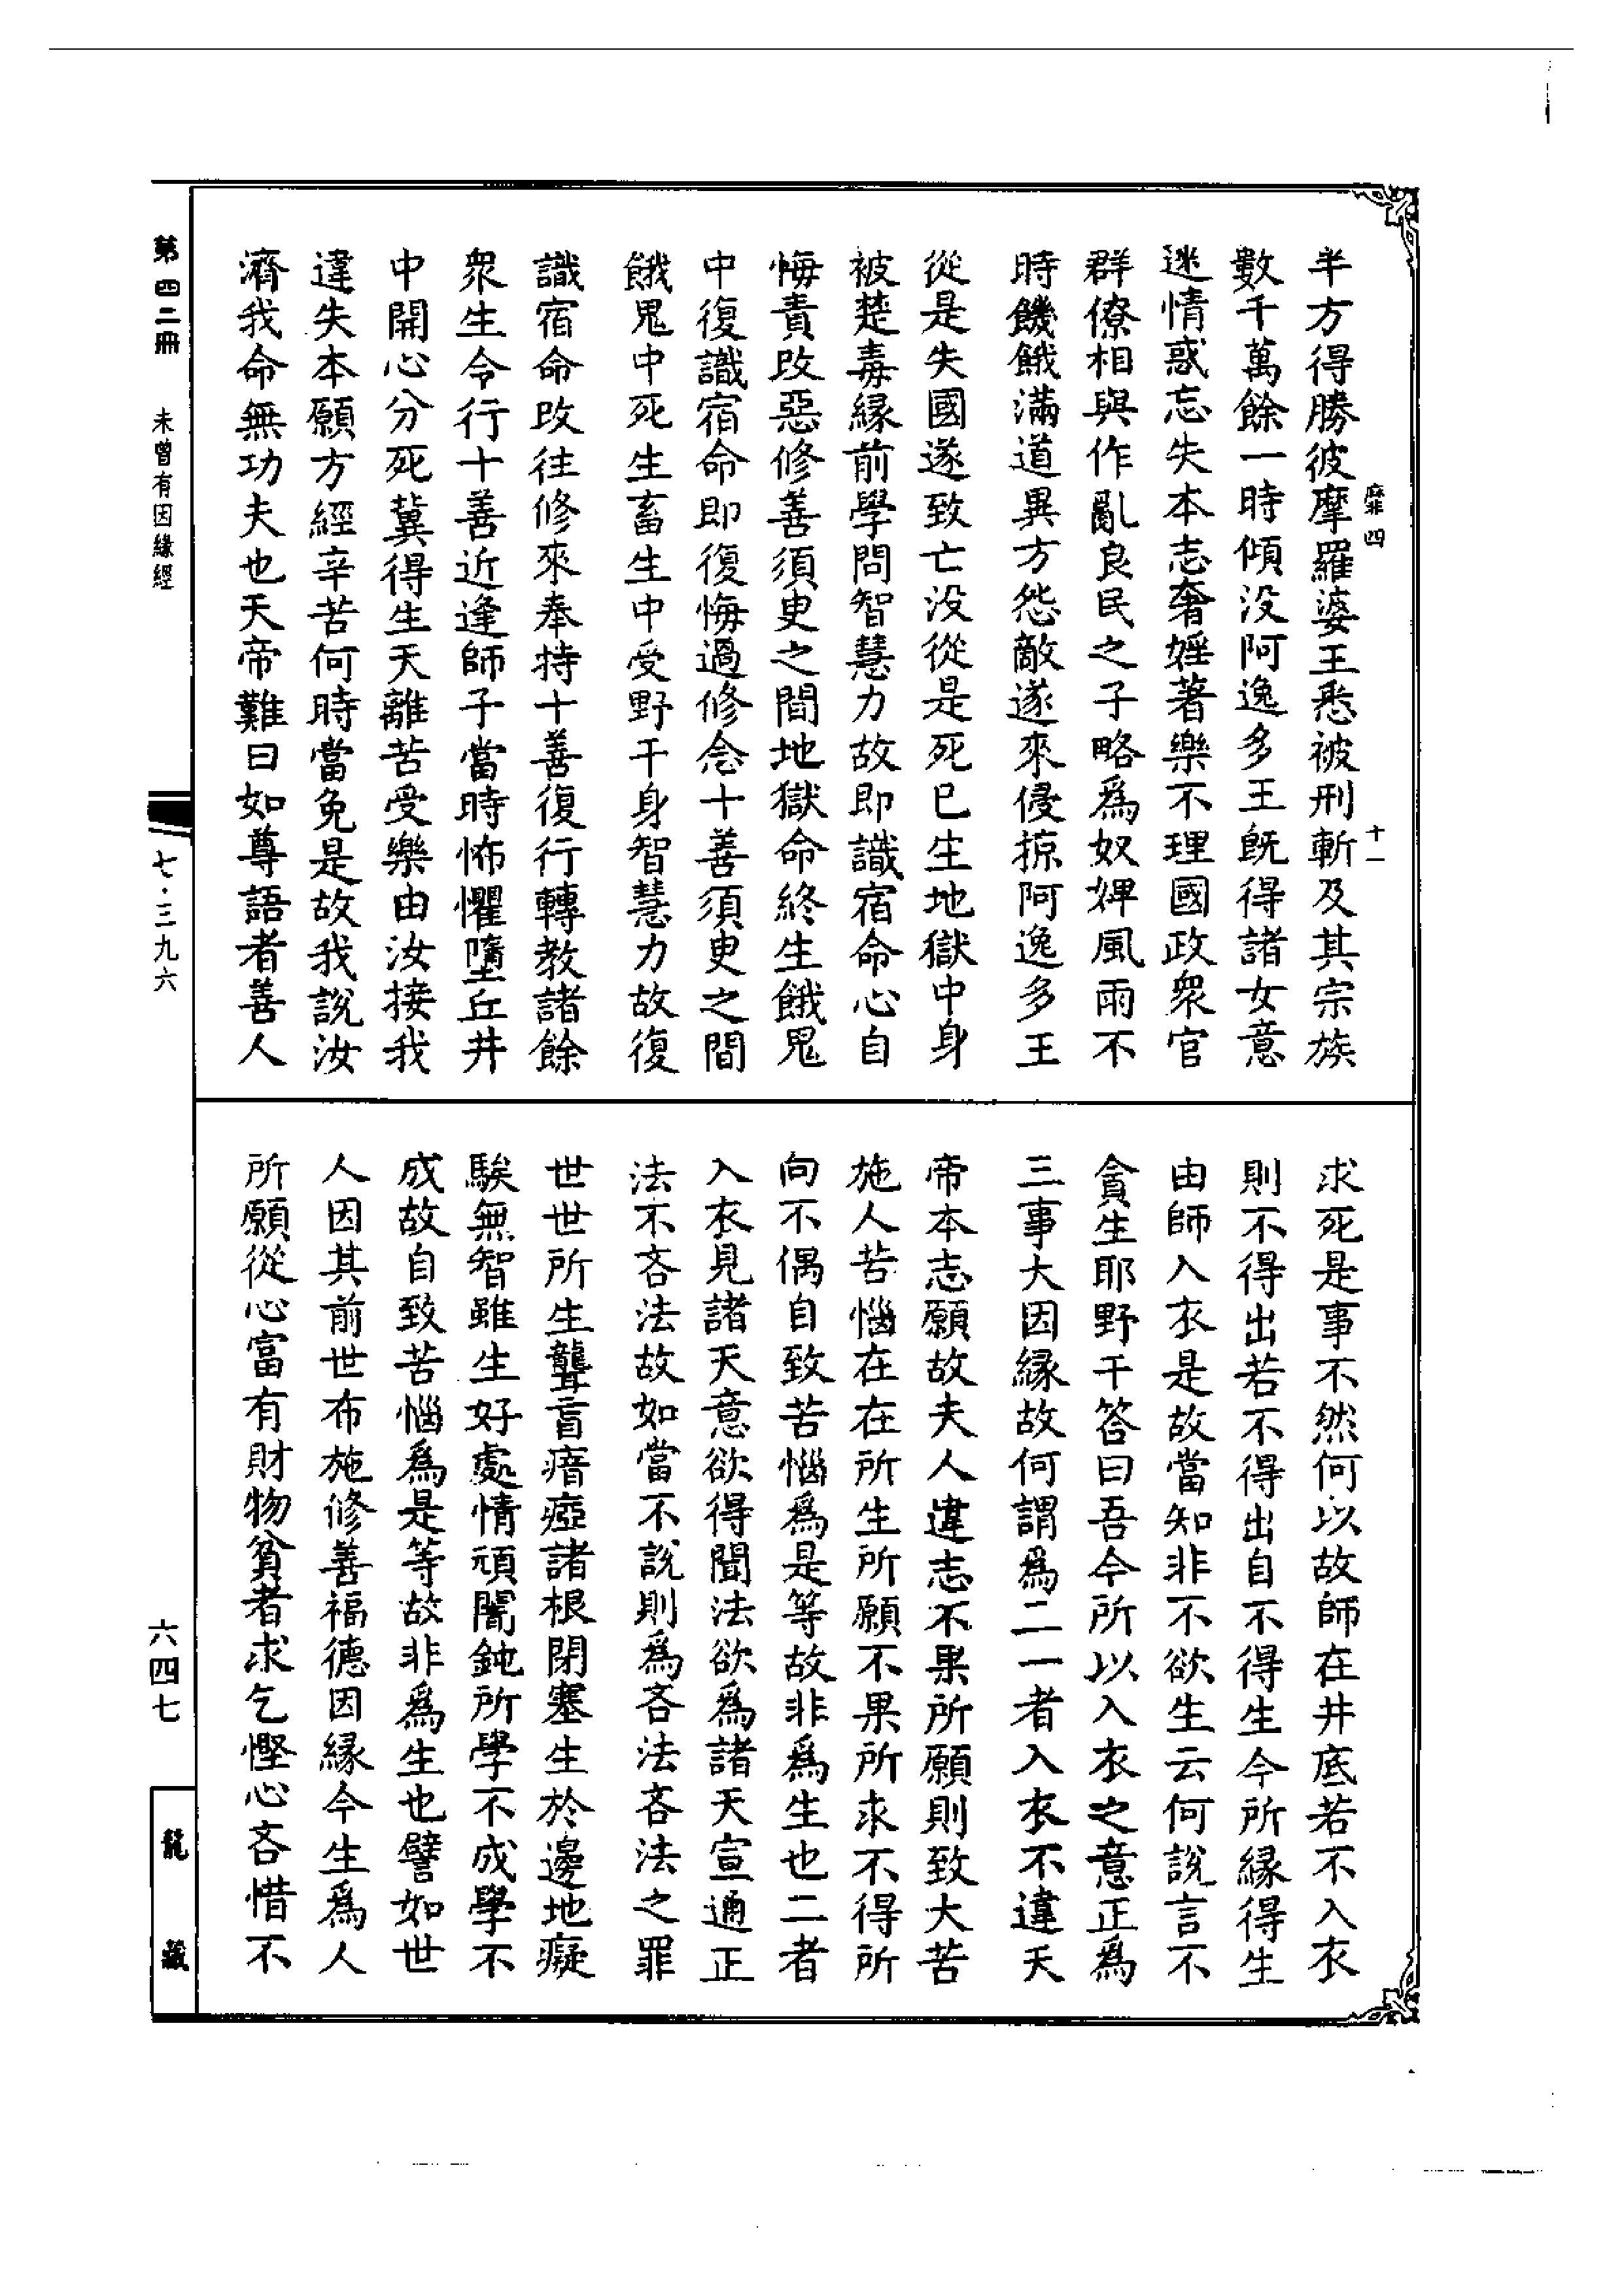 靡四　十一
半方得勝彼摩羅婆王悉被刑斬及其宗族
數千萬餘一時傾没阿逸多王旣得諸女意
迷情惑忘失本志奢婬著樂不理國政衆官
群僚相與作亂良民之子略爲奴婢風雨不
時饑餓滿道異方怨敵遂來侵掠阿逸多王
從是失國遂致亡没從是死已生地獄中身
被楚毒緣前學問智慧力故即識宿命心自
悔責改惡修善須臾之間地獄命終生餓鬼
中復識宿命即復悔過修念十善須臾之間
餓鬼中死生畜生中受野干身智慧力故復
識宿命改往修來奉持十善復行轉教諸餘
衆生令行十善近逢師子當時怖懼墮丘井
中開心分死冀得生天離苦受樂由汝接我
違失本願方經辛苦何時當免是故我說汝
濟我命無功夫也天帝難曰如尊語者善人
求死是事不然何以故師在井底若不入衣
則不得出若不得出自不得生今所緣得生
由師入衣是故當知非不欲生云何說言不
貪生耶野干答曰吾今所以入衣之意正爲
三事大因緣故何謂爲二一者入衣不違天
帝本志願故夫人違志不果所願則致大苦
施人苦惱在在所生所願不果所求不得所
向不偶自致苦惱爲是等故非爲生也二者
入衣見諸天意欲得聞法欲爲諸天宣通正
法不吝法故如當不說則爲吝法吝法之罪
世世所生聾盲瘖瘂諸根閉塞生於邊地癡
騃無智雖生好處情頑闇鈍所學不成學不
成故自致苦惱爲是等故非爲生也譬如世
人因其前世布施修善福德因緣今生爲人
所願從心富有財物貧者求乞慳心吝惜不
第四二冊　未曾有因緣經
七·三九六
六四七
龍藏